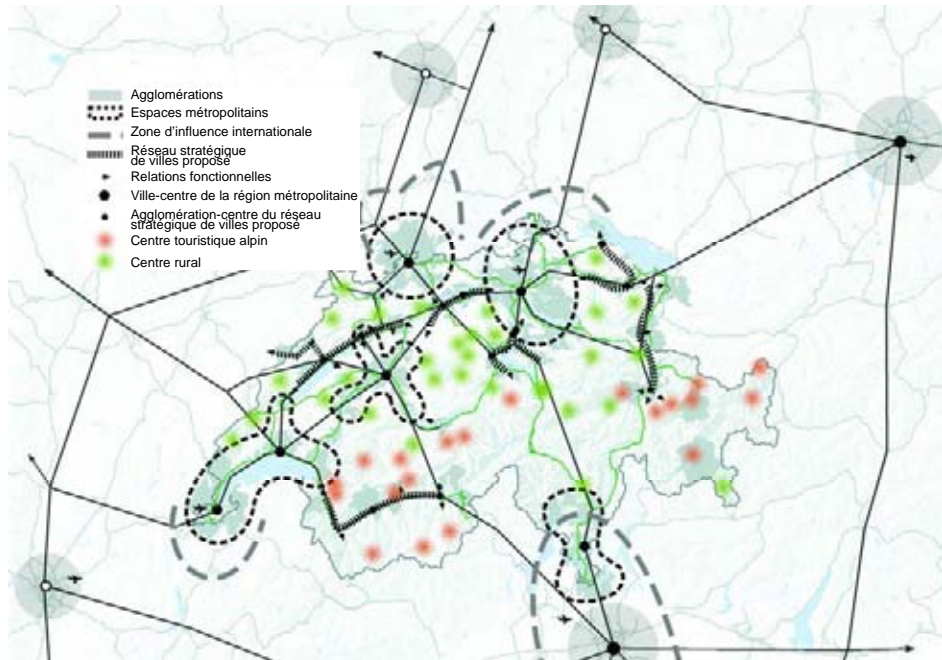 Agglomérations
Espaces métropolitains
Zone d'influence internationale
Réseau stratégique
de villes proposé
Relations fonctionnelles
Ville-centre de la région métropolitaine
Agglomération-centre du réseau
stratégique de villes proposé
Centre touristique alpin
Centre rural